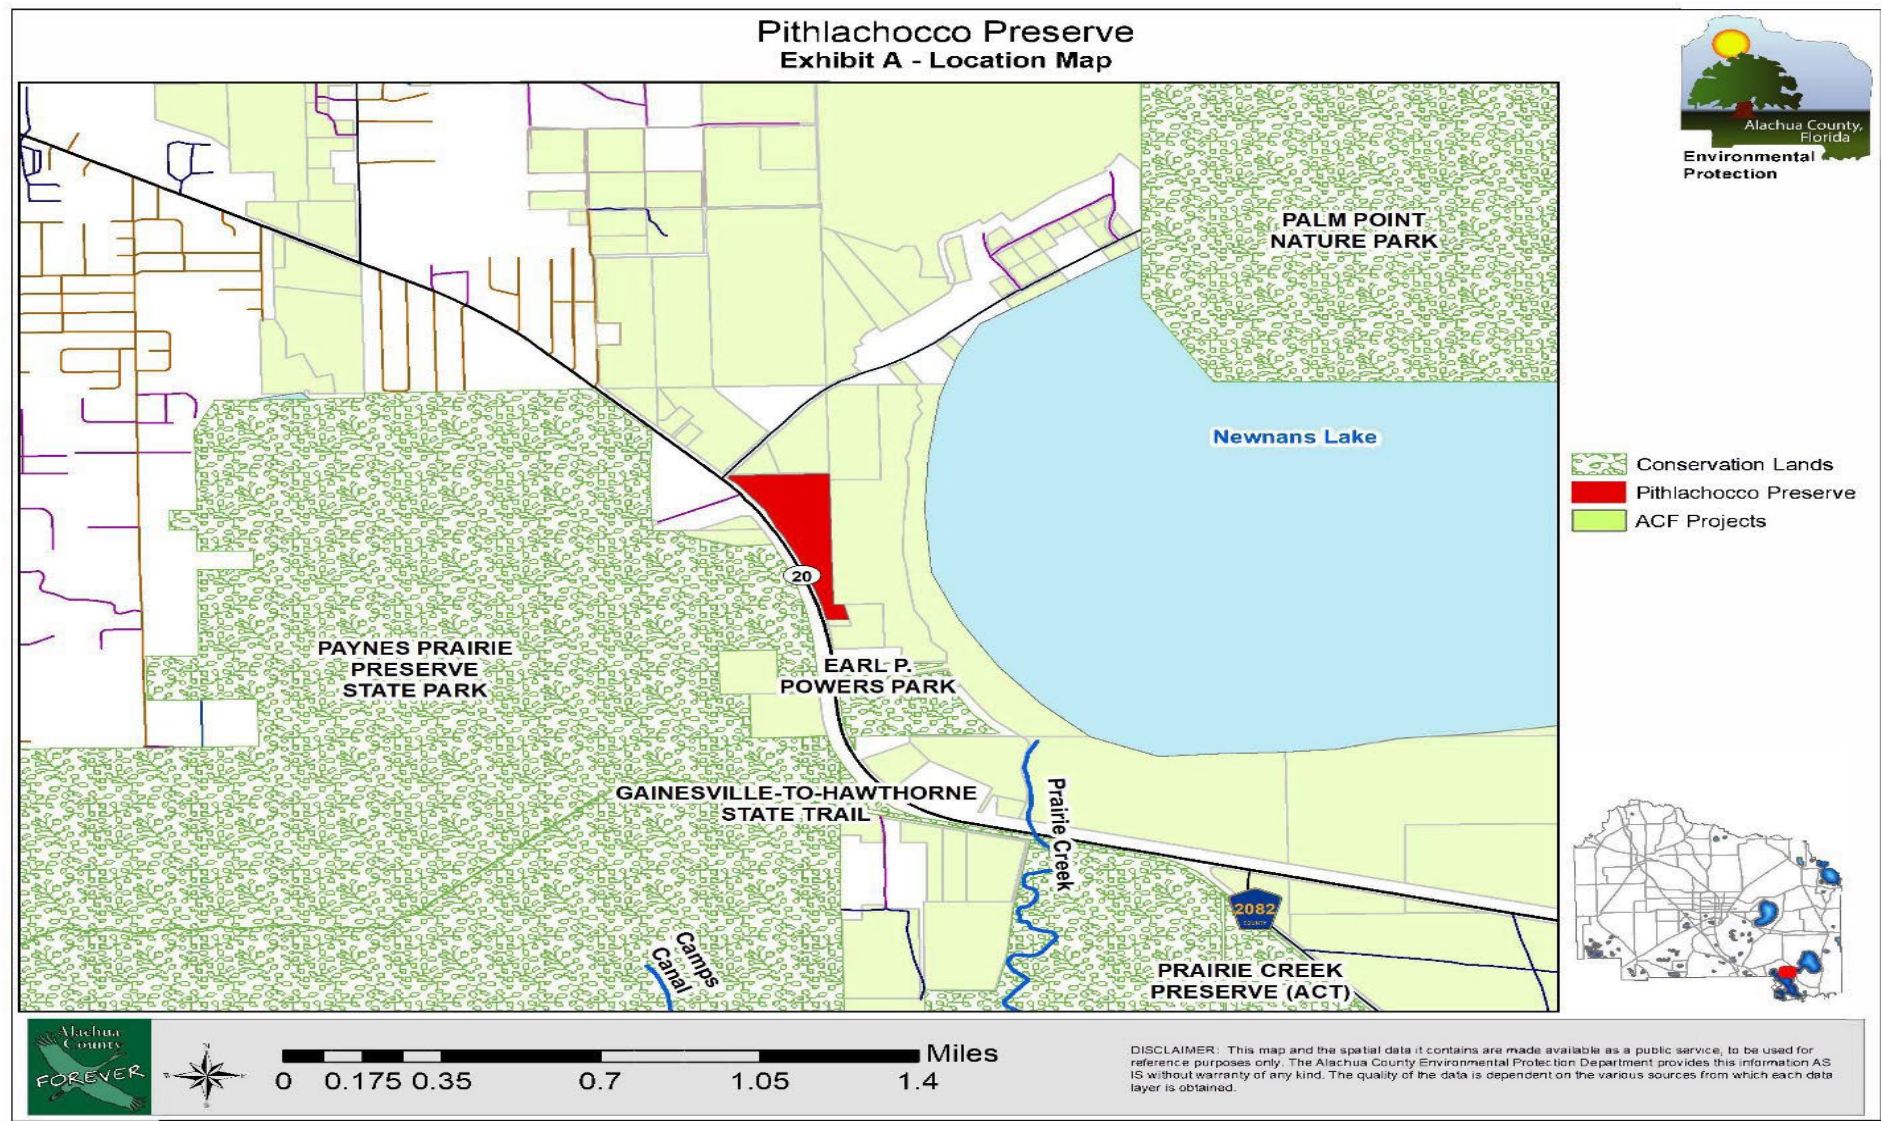 Pithlachocco Preserve
Exhibit A - Location Map
Alachua County,
Florida
Environmental
Protection
PALM POINT
NATURE PARK
Newnans Lake
Conservation Lands
Pithlachocco Preserve
ACF Projects
20
PAYNES PRAIRIE
PRESERVE
STATE PARK
EARL P.
POWERS PARK
GAINESVILLE-TO-HAWTHORNE
STATE TRAIL
Prairie Creek
2082
COUNTY
Camps
Canal
PRAIRIE CREEK
PRESERVE (ACT)
Alachua
County
FOREVER
N
Miles
0 0.175 0.35 0.7 1.05 1.4
DISCLAIMER: This map and the spatial data it contains are made available as a public service, to be used for
reference purposes only. The Alachua County Environmental Protection Department provides this information AS
IS without warranty of any kind. The quality of the data is dependent on the various sources from which each data
layer is obtained.